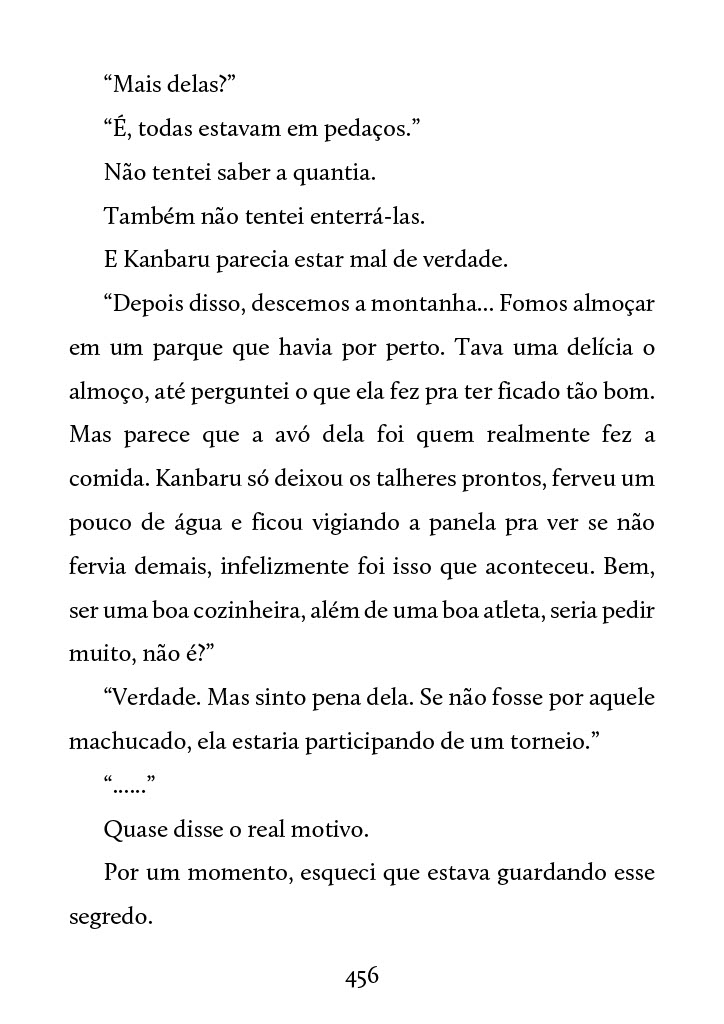 “Mais delas?”
“É, todas estavam em pedaços.”
Não tentei saber a quantia.
Também não tentei enterrá-las.
E Kanbaru parecia estar mal de verdade.
“Depois disso, descemos a montanha... Fomos almoçar
em um parque que havia por perto. Tava uma delícia o
almoço, até perguntei o que ela fez pra ter ficado tão bom.
Mas parece que a avó dela foi quem realmente fez a
comida. Kanbaru só deixou os talheres prontos, ferveu um
pouco de água e ficou vigiando a panela pra ver se não
fervia demais, infelizmente foi isso que aconteceu. Bem,
ser uma boa cozinheira, além de uma boa atleta, seria pedir
muito, não é?”
“Verdade. Mas sinto pena dela. Se não fosse por aquele
machucado, ela estaria participando de um torneio.”
“......”
Quase disse o real motivo.
Por um momento, esqueci que estava guardando esse
segredo.
456